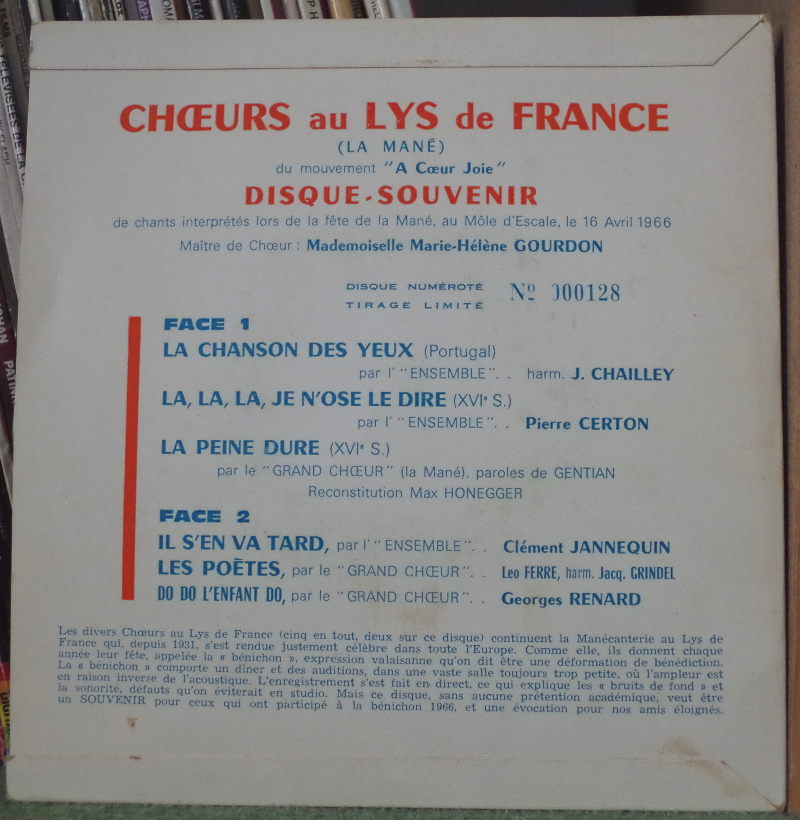 CHŒURS au LYS de FRANCE
(LA MANÉ)
du mouvement "A Cœur Joie"
DISQUE-SOUVENIR
de chants interprétés lors de la fête de la Mané, au Môle d'Escale, le 16 Avril 1966
Maître de Chœur : Mademoiselle Marie-Hélène GOURDON
DISQUE NUMÉROTÉ
TIRAGE LIMITÉ
Nº 000128
FACE 1
LA CHANSON DES YEUX (Portugal)
par l' "ENSEMBLE". . harm. J. CHAILLEY
LA, LA, LA, JE N'OSE LE DIRE (XVIe S.)
par l' "ENSEMBLE". . Pierre CERTON
LA PEINE DURE (XVIe S.)
par le "GRAND CHŒUR" (la Mané), paroles de GENTIAN
Reconstitution Max HONEGGER
FACE 2
IL S'EN VA TARD, par l' "ENSEMBLE". . Clément JANNEQUIN
LES POÈTES, par le "GRAND CHŒUR". . Leo FERRE, harm. Jacq. GRINDEL
DO DO L'ENFANT DO, par le "GRAND CHŒUR". . Georges RENARD
Les divers Chœurs au Lys de France (cinq en tout, deux sur ce disque) continuent la Manécanterie au Lys de
France qui, depuis 1931, s'est rendue justement célèbre dans toute l'Europe. Comme elle, ils donnent chaque
année leur fête, appelée la « bénichon », expression valaisanne qu'on dit être une déformation de bénédiction.
La « bénichon » comporte un dîner et des auditions, dans une vaste salle toujours trop petite, où l'ampleur est
en raison inverse de l'acoustique. L'enregistrement s'est fait en direct, ce qui explique les « bruits de fond » et
la sonorité, défauts qu'on éviterait en studio. Mais ce disque, sans aucune prétention académique, veut être
un SOUVENIR pour ceux qui ont participé à la bénichon 1966, et une évocation pour nos amis éloignés.